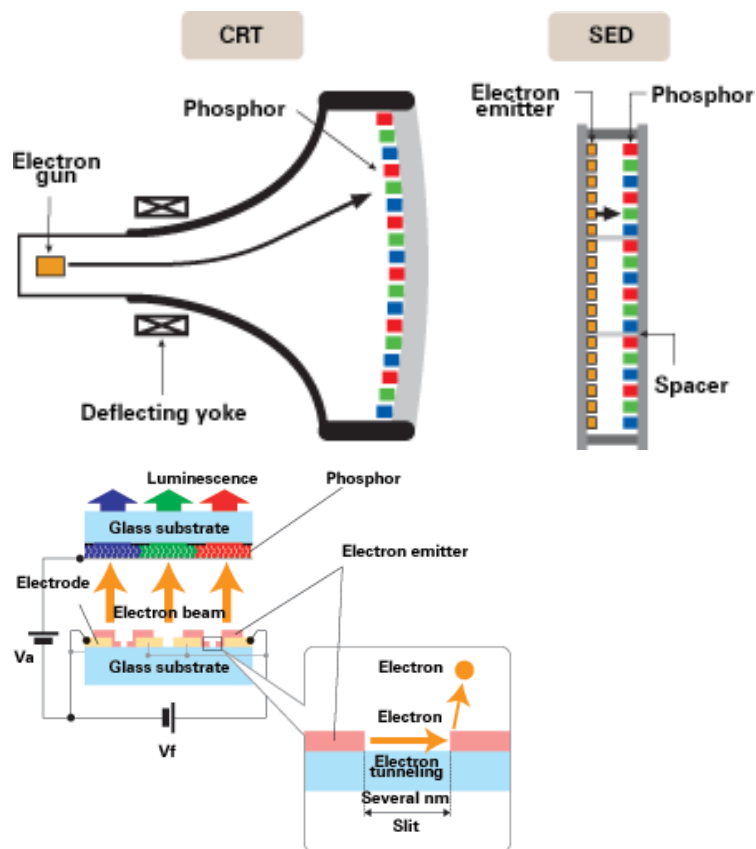 CRT
SED
Phosphor
Electron
gun
Deflecting yoke
Electron
emitter
Phosphor
Spacer
Luminescence
Phosphor
Glass substrate
Electron emitter
Electrode
Electron beam
Glass substrate
Va
Vf
Electron
Electron
Electron
tunneling
Several nm
Slit